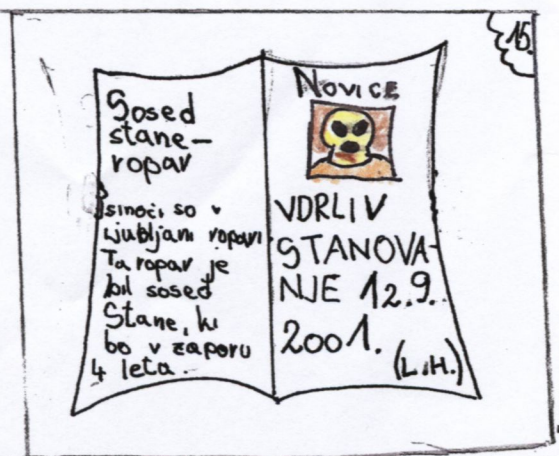 15.
Sosed
stane-
ropar
sinoči so v
Ljubljani ropari
Ta ropar je
bil sosed
Stane, ki
bo v zaporu
4 leta.
NOVICE
VDRLI V
STANOVA-
NJE 12.9.
2001.
(L.H.)